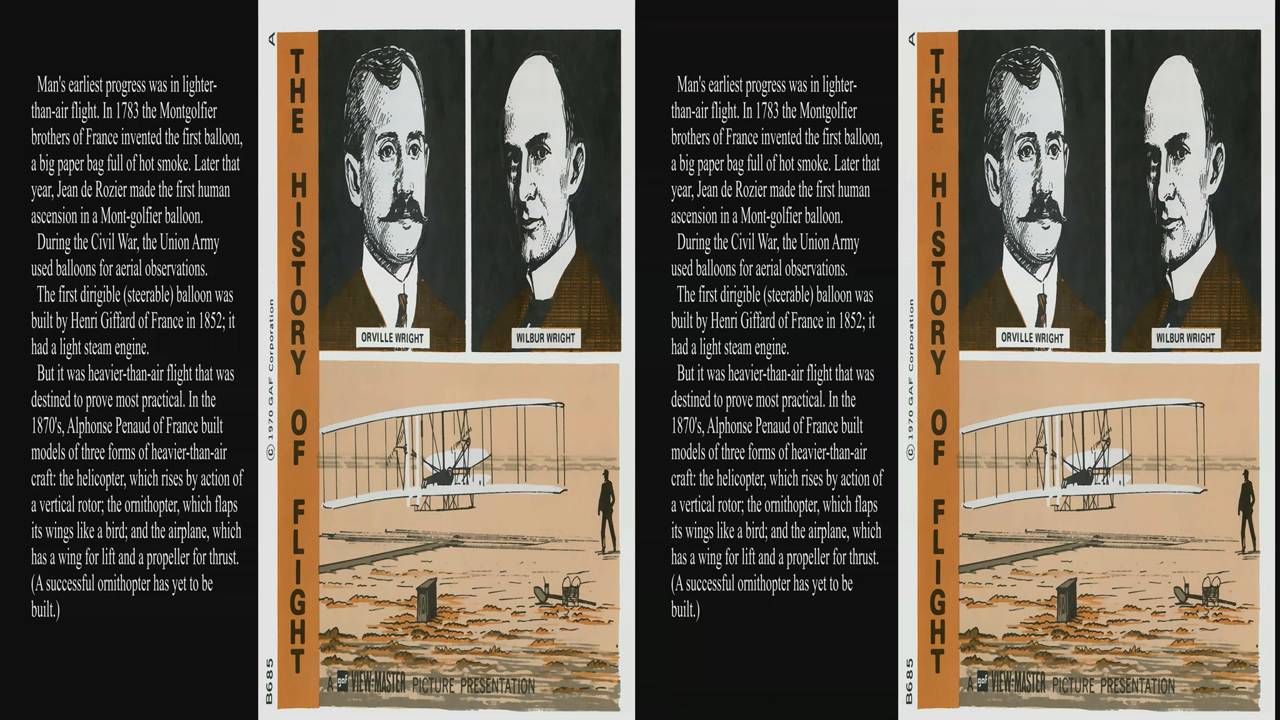 Man's earliest progress was in lighter-
than-air flight. In 1783 the Montgolfier
brothers of France invented the first balloon,
a big paper bag full of hot smoke. Later that
year, Jean de Rozier made the first human
ascension in a Mont-golfier balloon.
During the Civil War, the Union Army
used balloons for aerial observations.
The first dirigible (steerable) balloon was
built by Henri Giffard of France in 1852; it
had a light steam engine.
But it was heavier-than-air flight that was
destined to prove most practical. In the
1870's, Alphonse Penaud of France built
models of three forms of heavier-than-air
craft: the helicopter, which rises by action of
a vertical rotor; the ornithopter, which flaps
its wings like a bird; and the airplane, which
has a wing for lift and a propeller for thrust.
(A successful ornithopter has yet to be
built.)
A
© 1970 GAF Corporation
B685
THE HISTORY OF FLIGHT
ORVILLE WRIGHT
WILBUR WRIGHT
A gaf VIEW-MASTER PICTURE PRESENTATION
Man's earliest progress was in lighter-
than-air flight. In 1783 the Montgolfier
brothers of France invented the first balloon,
a big paper bag full of hot smoke. Later that
year, Jean de Rozier made the first human
ascension in a Mont-golfier balloon.
During the Civil War, the Union Army
used balloons for aerial observations.
The first dirigible (steerable) balloon was
built by Henri Giffard of France in 1852; it
had a light steam engine.
But it was heavier-than-air flight that was
destined to prove most practical. In the
1870's, Alphonse Penaud of France built
models of three forms of heavier-than-air
craft: the helicopter, which rises by action of
a vertical rotor; the ornithopter, which flaps
its wings like a bird; and the airplane, which
has a wing for lift and a propeller for thrust.
(A successful ornithopter has yet to be
built.)
A
© 1970 GAF Corporation
B685
THE HISTORY OF FLIGHT
ORVILLE WRIGHT
WILBUR WRIGHT
A gaf VIEW-MASTER PICTURE PRESENTATION